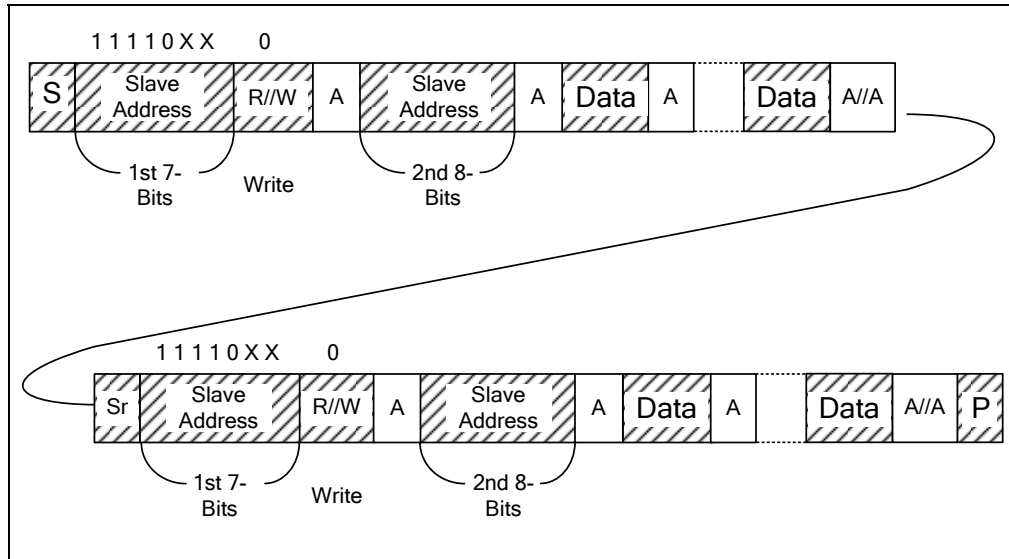 1 1 1 1 0 X X 0
S Slave Address R//W A Slave Address A Data A Data A//A
1st 7-Bits Write 2nd 8-Bits
1 1 1 1 0 X X 0
Sr Slave Address R//W A Slave Address A Data A Data A//A P
1st 7-Bits Write 2nd 8-Bits